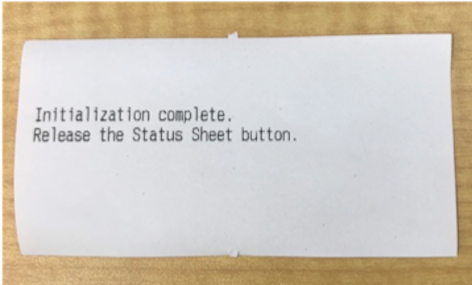 Initialization complete.
Release the Status Sheet button.